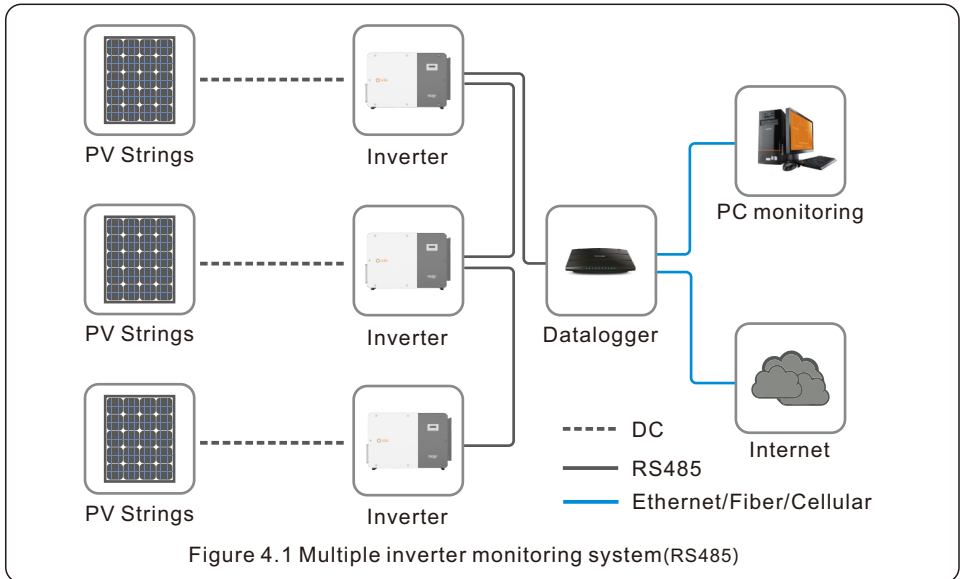 PV Strings
Inverter
PV Strings
Inverter
PV Strings
Inverter
Datalogger
PC monitoring
Internet
DC
RS485
Ethernet/Fiber/Cellular
Figure 4.1 Multiple inverter monitoring system(RS485)